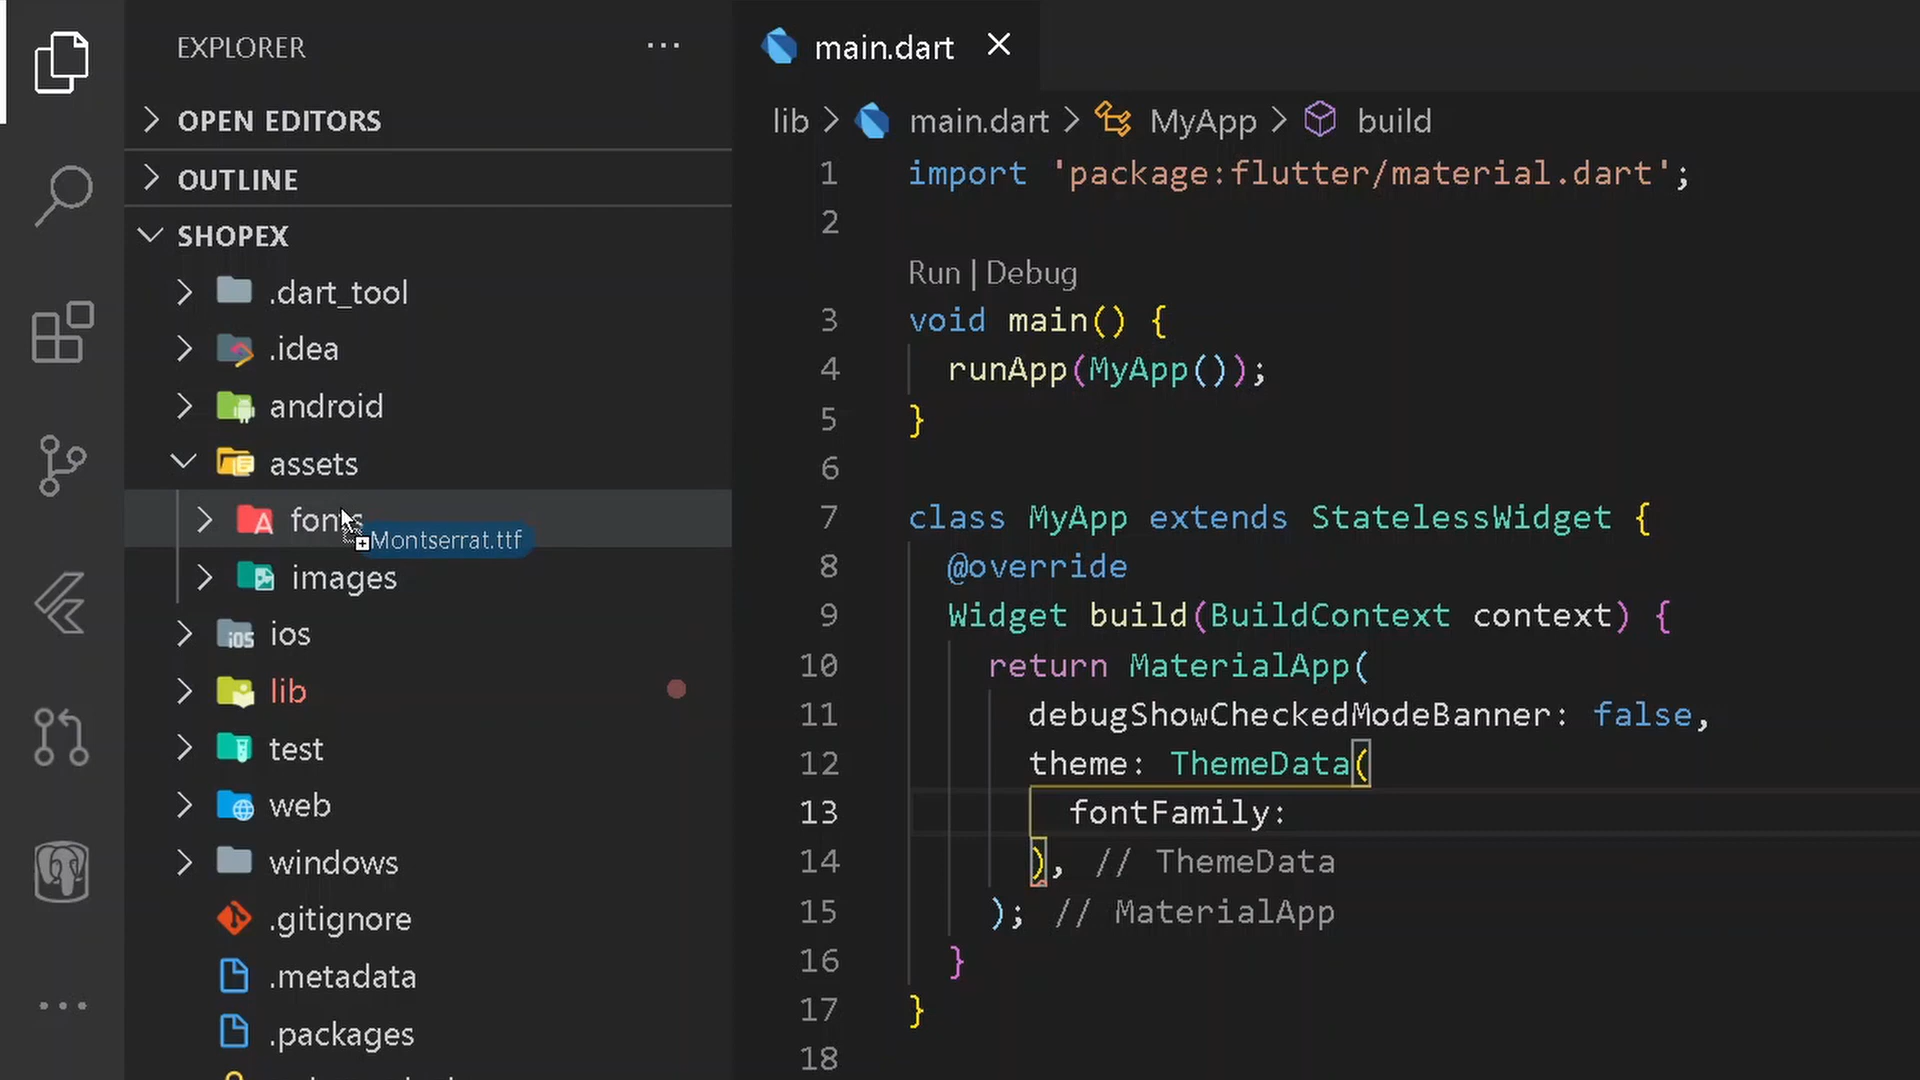 EXPLORER
OPEN EDITORS
OUTLINE
SHOPEX
.dart_tool
.idea
android
assets
fonts
Montserrat.ttf
images
ios
lib
test
web
windows
.gitignore
.metadata
.packages
main.dart
lib > main.dart > MyApp > build
1 import 'package:flutter/material.dart';
2
Run | Debug
3 void main() {
4 runApp(MyApp());
5 }
6
7 class MyApp extends StatelessWidget {
8 @override
9 Widget build(BuildContext context) {
10 return MaterialApp(
11 debugShowCheckedModeBanner: false,
12 theme: ThemeData(
13 fontFamily:
14 ), // ThemeData
15 ); // MaterialApp
16 }
17 }
18